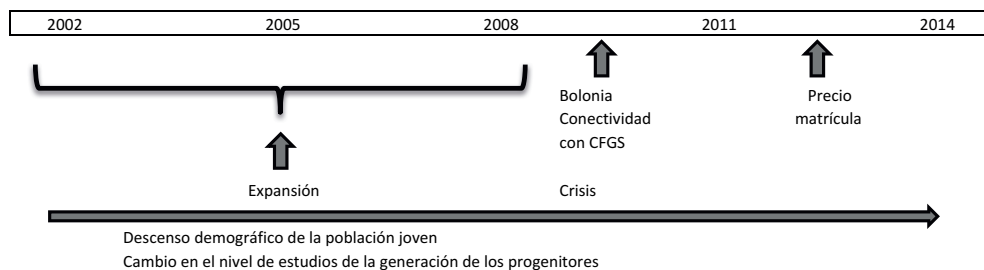 2002 2005 2008 2011 2014
Bolonia
Conectividad
con CFGS
Precio
matrícula
Expansión
Crisis
Descenso demográfico de la población joven
Cambio en el nivel de estudios de la generación de los progenitores